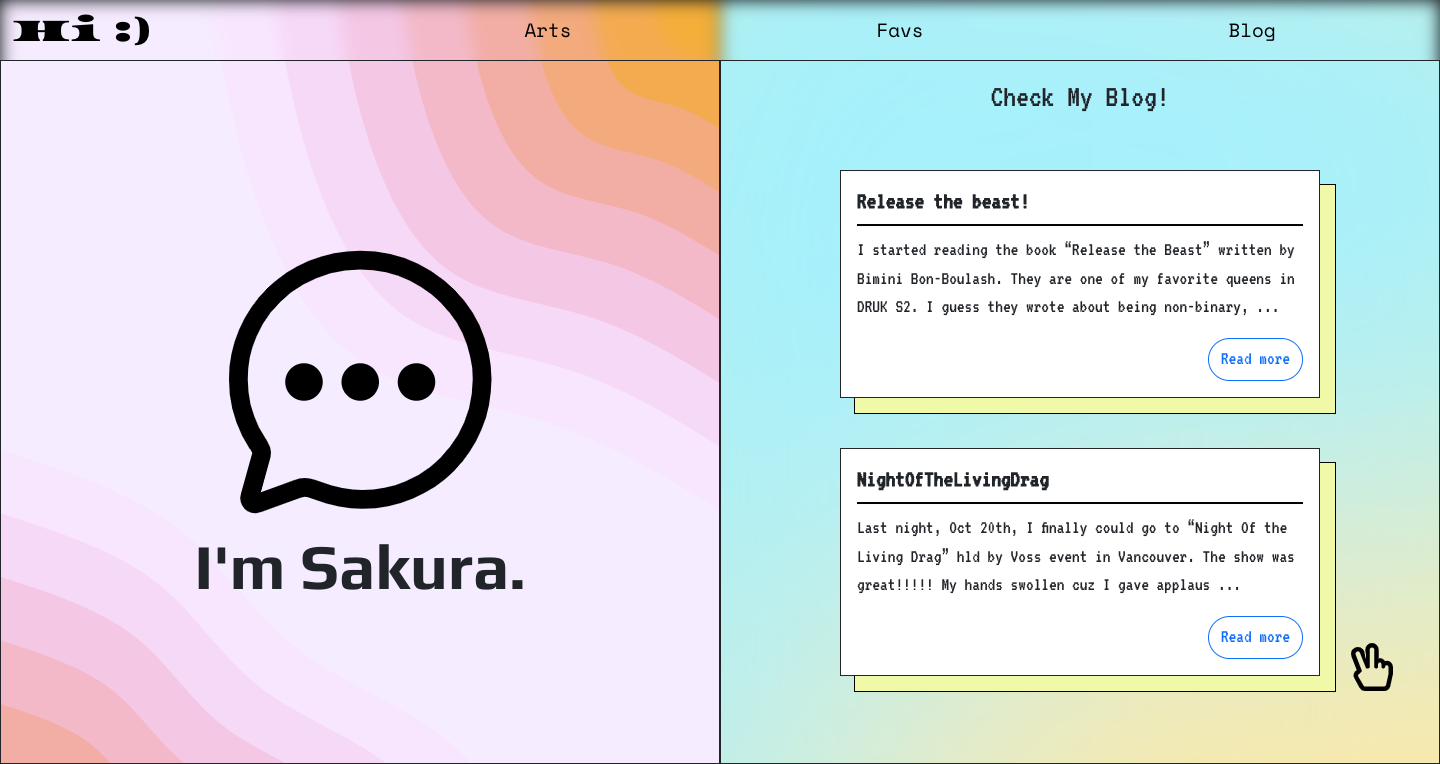 Hi :)
Arts
Favs
Blog
I'm Sakura.
Check My Blog!
Release the beast!
I started reading the book “Release the Beast” written by
Bimini Bon-Boulash. They are one of my favorite queens in
DRUK S2. I guess they wrote about being non-binary, ...
Read more
NightOfTheLivingDrag
Last night, Oct 20th, I finally could go to “Night Of the
Living Drag” hld by Voss event in Vancouver. The show was
great!!!!! My hands swollen cuz I gave applaus ...
Read more